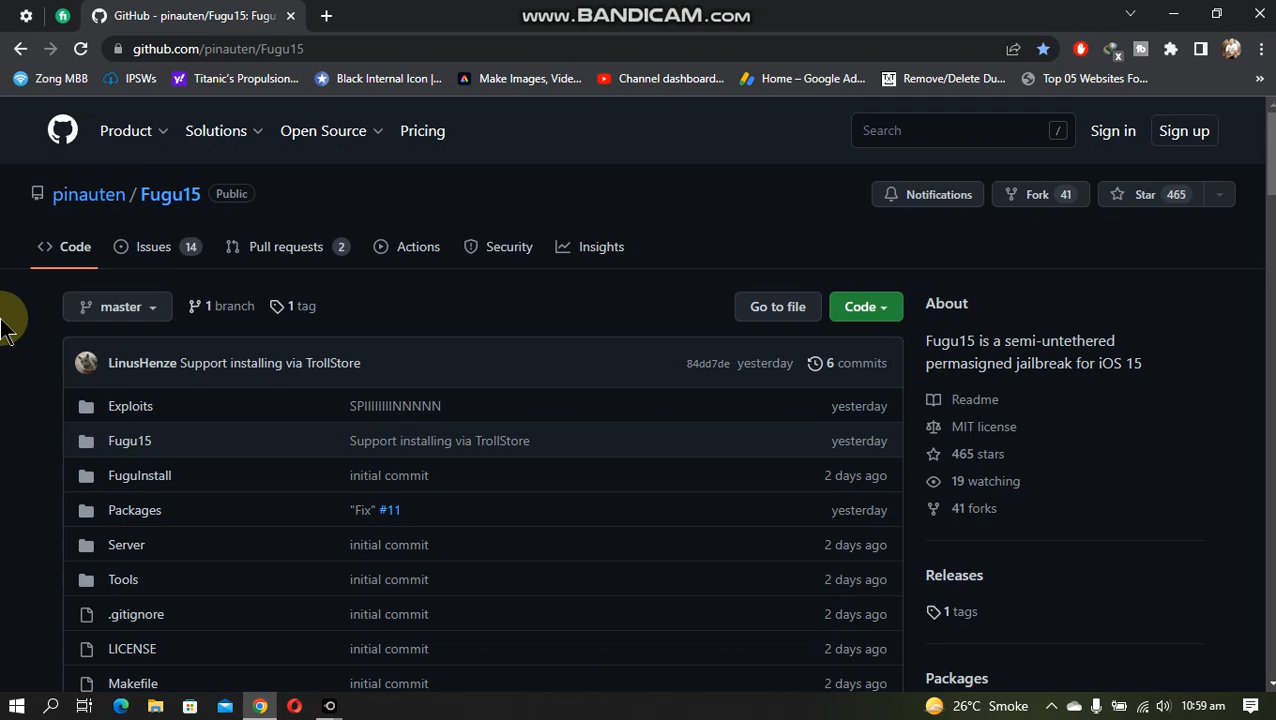 GitHub - pinauten/Fugu15: Fugu
www.BANDICAM.com
github.com/pinauten/Fugu15
Zong MBB
IPSWs
Titanic's Propulsion...
Black Internal Icon |...
Make Images, Vide...
Channel dashboard...
Home – Google Ad...
Remove/Delete Du...
Top 05 Websites Fo...
»
Product
Solutions
Open Source
Pricing
Search
/
Sign in
Sign up
pinauten / Fugu15
Public
Notifications
Fork 41
Star 465
Code
Issues 14
Pull requests 2
Actions
Security
Insights
master
1 branch
1 tag
Go to file
Code
LinusHenze Support installing via TrollStore 84dd7de yesterday 6 commits
Exploits SPIIIIIIIINNNNN yesterday
Fugu15 Support installing via TrollStore yesterday
FuguInstall initial commit 2 days ago
Packages "Fix" #11 yesterday
Server initial commit 2 days ago
Tools initial commit 2 days ago
.gitignore initial commit 2 days ago
LICENSE initial commit 2 days ago
Makefile initial commit 2 days ago
About
Fugu15 is a semi-untethered
permasigned jailbreak for iOS 15
Readme
MIT license
465 stars
19 watching
41 forks
Releases
1 tags
Packages
26°C Smoke
10:59 am